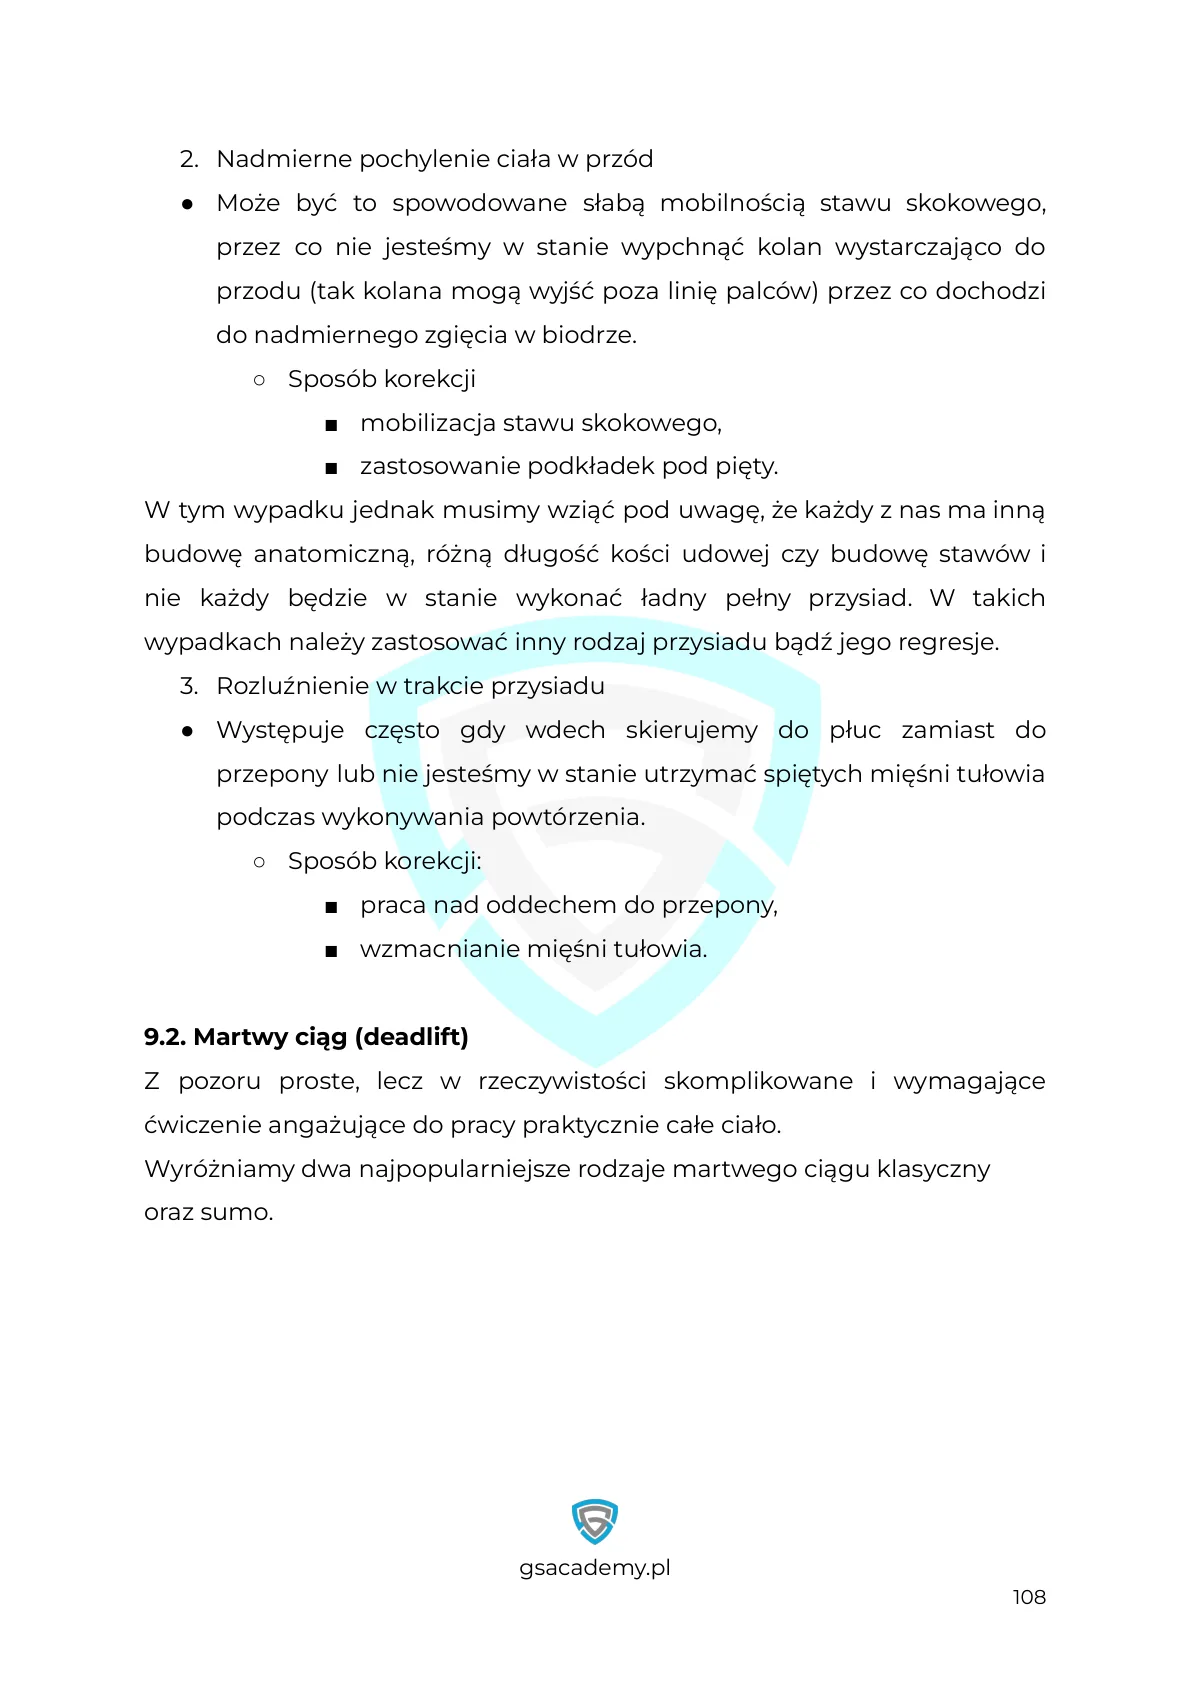 2. Nadmierne pochylenie ciała w przód
● Może być to spowodowane słabą mobilnością stawu skokowego,
przez co nie jesteśmy w stanie wypchnąć kolan wystarczająco do
przodu (tak kolana mogą wyjść poza linię palców) przez co dochodzi
do nadmiernego zgięcia w biodrze.
○ Sposób korekcji
■ mobilizacja stawu skokowego,
■ zastosowanie podkładek pod pięty.
W tym wypadku jednak musimy wziąć pod uwagę, że każdy z nas ma inną
budowę anatomiczną, różną długość kości udowej czy budowę stawów i
nie każdy będzie w stanie wykonać ładny pełny przysiad. W takich
wypadkach należy zastosować inny rodzaj przysiadu bądź jego regresje.
3. Rozluźnienie w trakcie przysiadu
● Występuje często gdy wdech skierujemy do płuc zamiast do
przepony lub nie jesteśmy w stanie utrzymać spiętych mięśni tułowia
podczas wykonywania powtórzenia.
○ Sposób korekcji:
■ praca nad oddechem do przepony,
■ wzmacnianie mięśni tułowia.
9.2. Martwy ciąg (deadlift)
Z pozoru proste, lecz w rzeczywistości skomplikowane i wymagające
ćwiczenie angażujące do pracy praktycznie całe ciało.
Wyróżniamy dwa najpopularniejsze rodzaje martwego ciągu klasyczny
oraz sumo.
gsacademy.pl
108